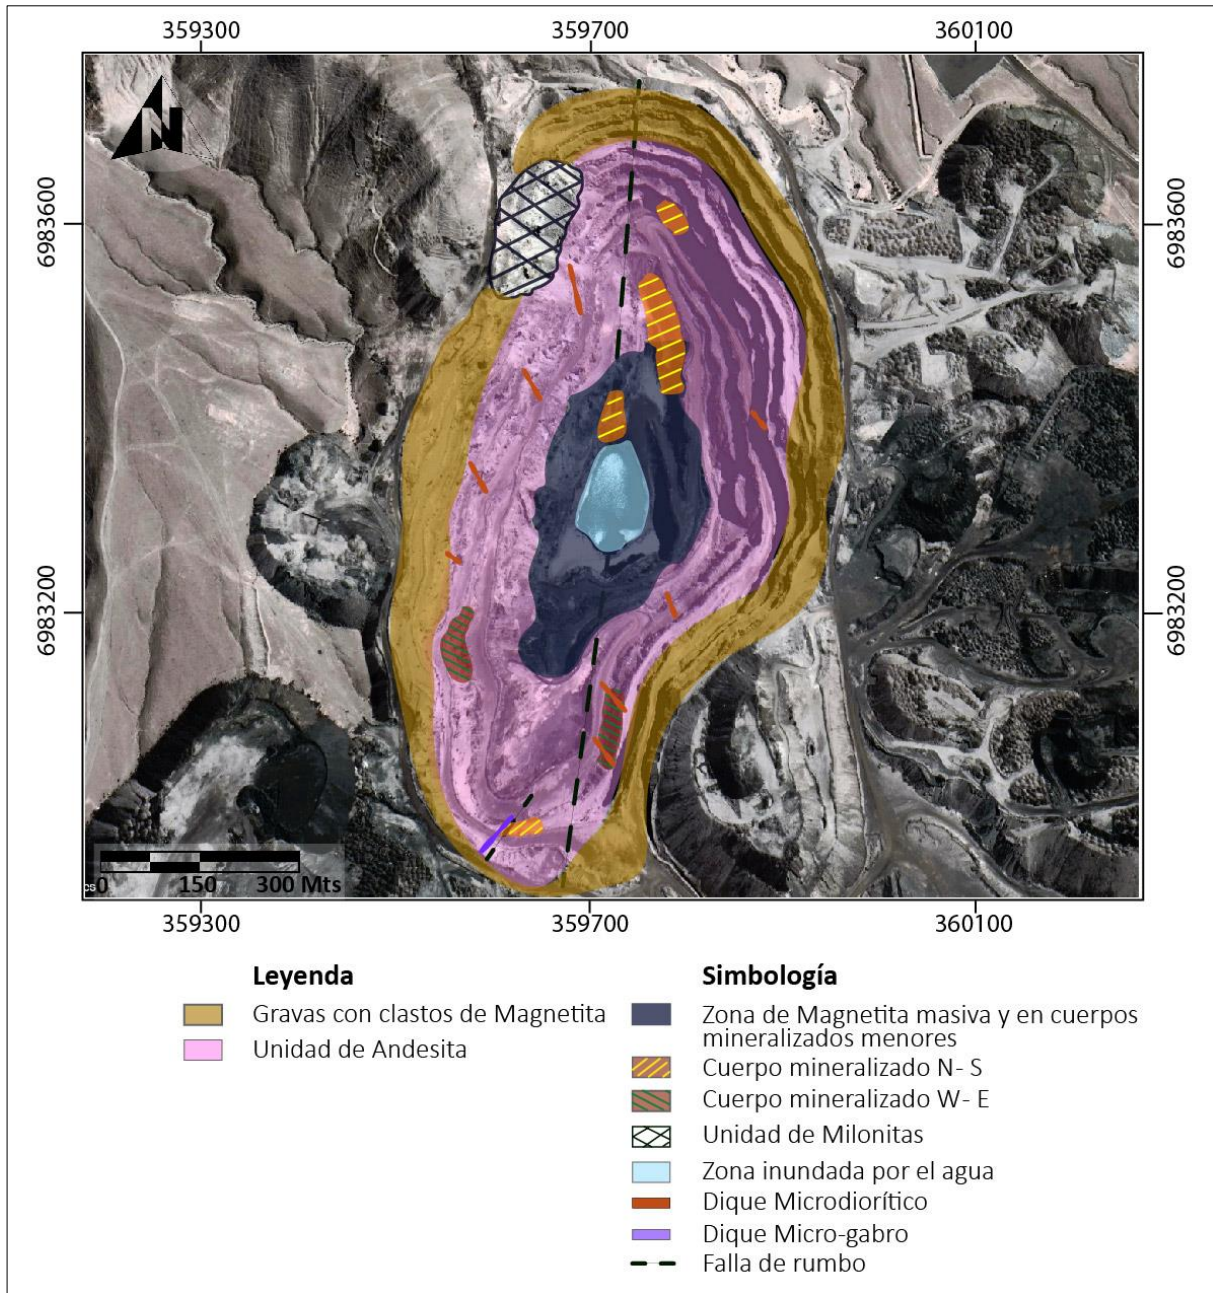 359300 359700 360100
N
6983600 6983600
6983200 6983200
0 150 300 Mts
cs
359300 359700 360100
Leyenda
Gravas con clastos de Magnetita
Unidad de Andesita
Simbología
Zona de Magnetita masiva y en cuerpos
mineralizados menores
Cuerpo mineralizado N- S
Cuerpo mineralizado W- E
Unidad de Milonitas
Zona inundada por el agua
Dique Microdiorítico
Dique Micro-gabro
Falla de rumbo